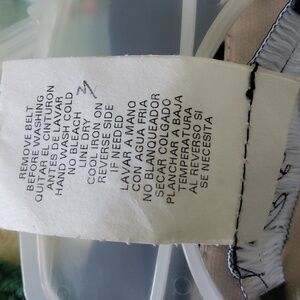 REMOVE BELT
BEFORE WASHING
QUITAR EL CINTURON
ANTES DE LAVAR
HAND WASH COLD
NO BLEACH
LINE DRY
COOL IRON ON
REVERSE SIDE
IF NEEDED
LAVAR A MANO
CON AGUA FRIA
NO BLANQUEADOR
SECAR COLGADO
PLANCHAR A BAJA
TEMPERATURA
AL REVERSO SI
SE NECESITA